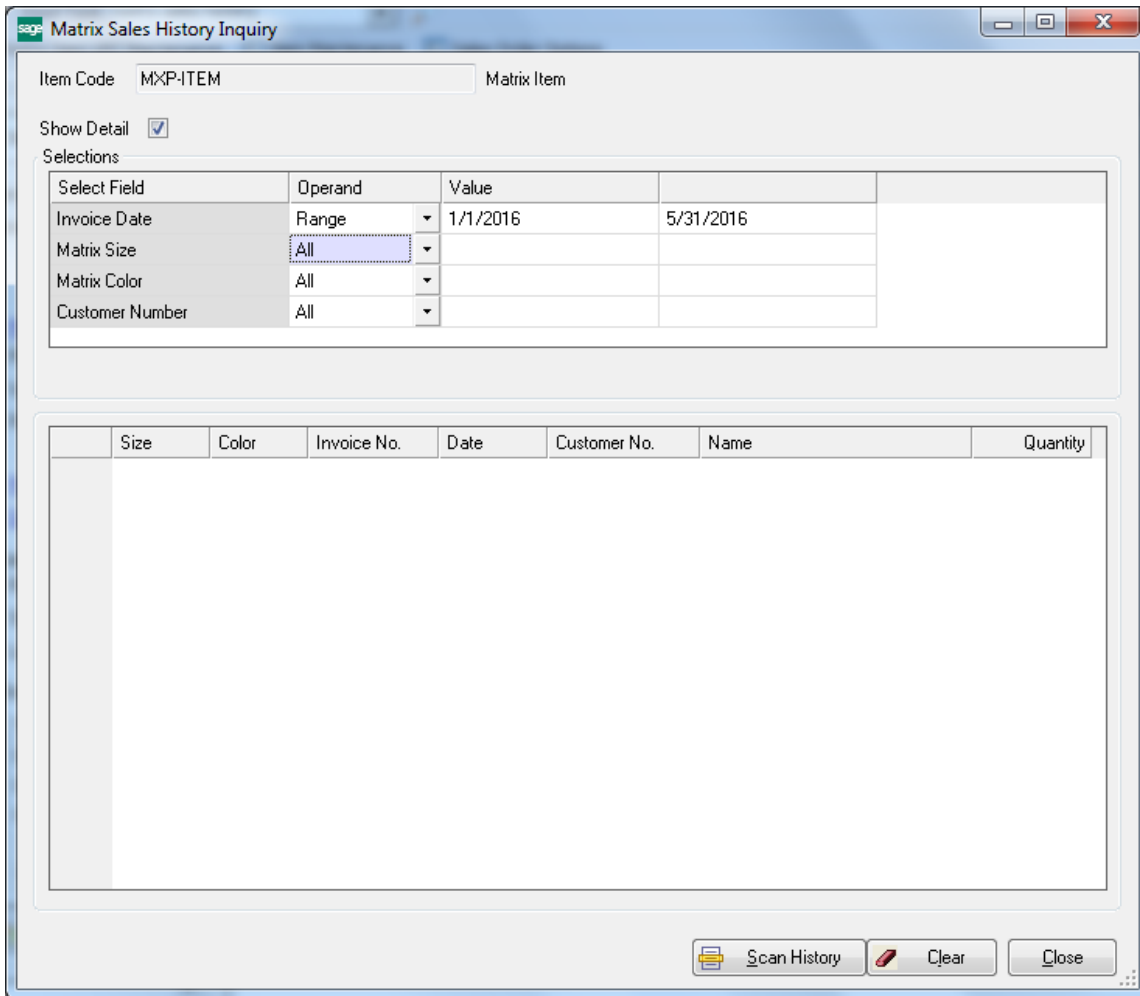 sage Matrix Sales History Inquiry
Item Code MXP-ITEM Matrix Item
Show Detail
Selections
Select Field Operand Value
Invoice Date Range 1/1/2016 5/31/2016
Matrix Size All
Matrix Color All
Customer Number All
Size Color Invoice No. Date Customer No. Name Quantity
Scan History Clear Close